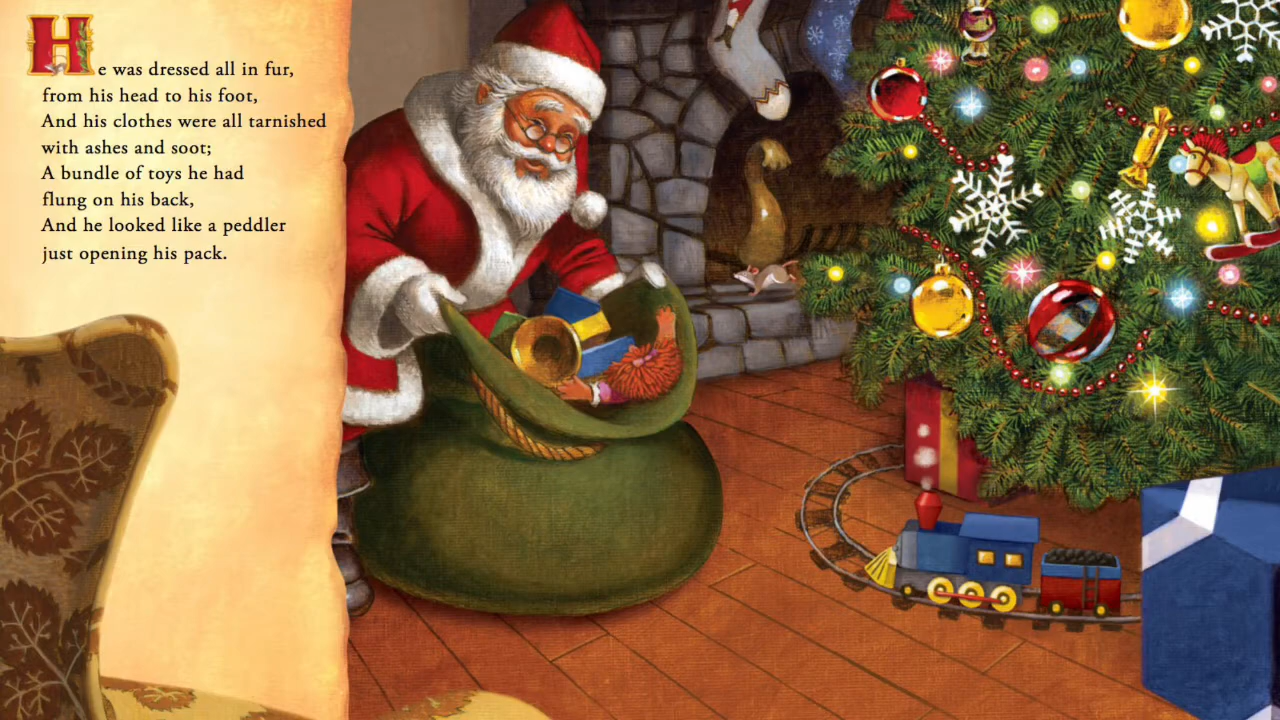 He was dressed all in fur,
from his head to his foot,
And his clothes were all tarnished
with ashes and soot;
A bundle of toys he had
flung on his back,
And he looked like a peddler
just opening his pack.